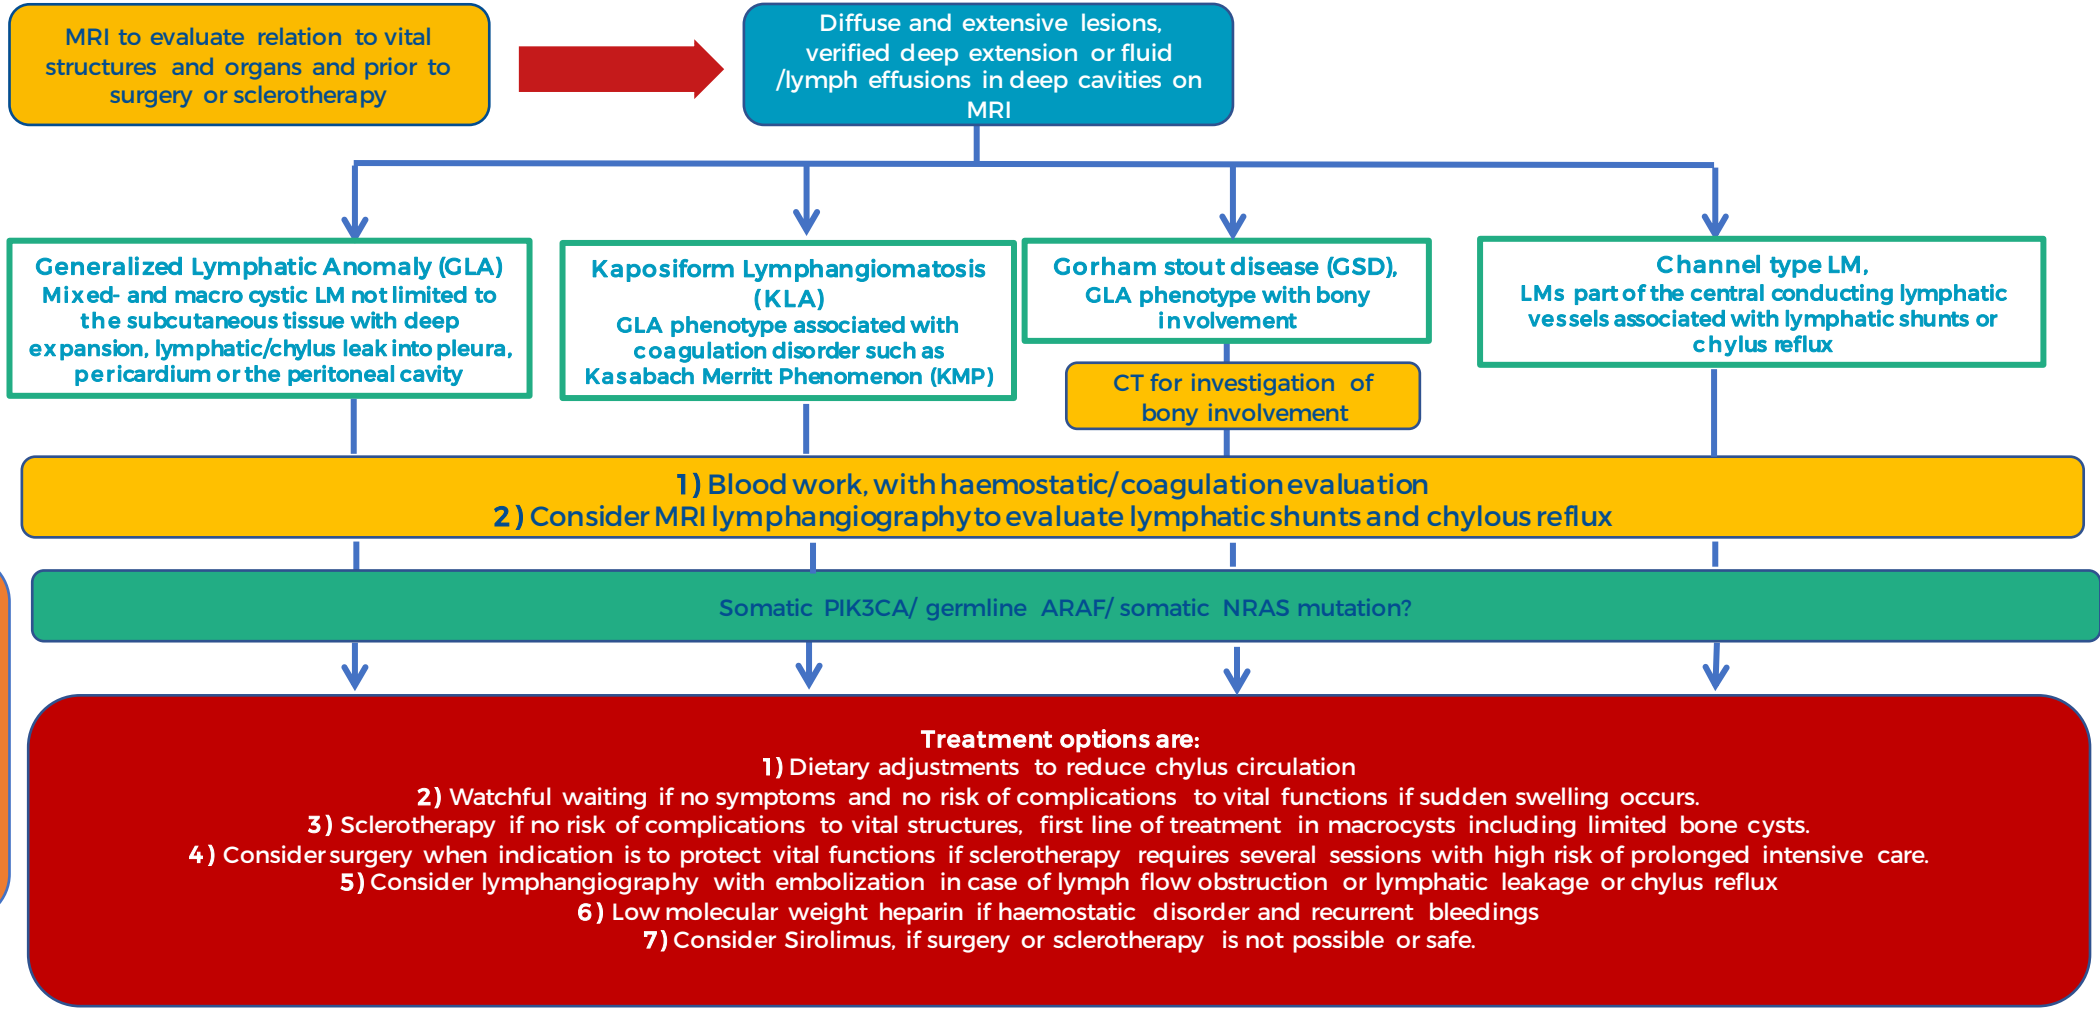 MRI to evaluate relation to vital
structures and organs and prior to
surgery or sclerotherapy
Diffuse and extensive lesions,
verified deep extension or fluid
/lymph effusions in deep cavities on
MRI
Generalized Lymphatic Anomaly (GLA)
Mixed- and macro cystic LM not limited to
the subcutaneous tissue with deep
expansion, lymphatic/chylus leak into pleura,
pericardium or the peritoneal cavity
Kaposiform Lymphangiomatosis
(KLA)
GLA phenotype associated with
coagulation disorder such as
Kasabach Merritt Phenomenon (KMP)
Gorham stout disease (GSD),
GLA phenotype with bony
involvement
CT for investigation of
bony involvement
Channel type LM,
LMs part of the central conducting lymphatic
vessels associated with lymphatic shunts or
chylus reflux
1) Blood work, with haemostatic/coagulation evaluation
2) Consider MRI lymphangiography to evaluate lymphatic shunts and chylous reflux
Somatic PIK3CA/ germline ARAF/ somatic NRAS mutation?
Treatment options are:
1) Dietary adjustments to reduce chylus circulation
2) Watchful waiting if no symptoms and no risk of complications to vital functions if sudden swelling occurs.
3) Sclerotherapy if no risk of complications to vital structures, first line of treatment in macrocysts including limited bone cysts.
4) Consider surgery when indication is to protect vital functions if sclerotherapy requires several sessions with high risk of prolonged intensive care.
5) Consider lymphangiography with embolization in case of lymph flow obstruction or lymphatic leakage or chylus reflux
6) Low molecular weight heparin if haemostatic disorder and recurrent bleedings
7) Consider Sirolimus, if surgery or sclerotherapy is not possible or safe.